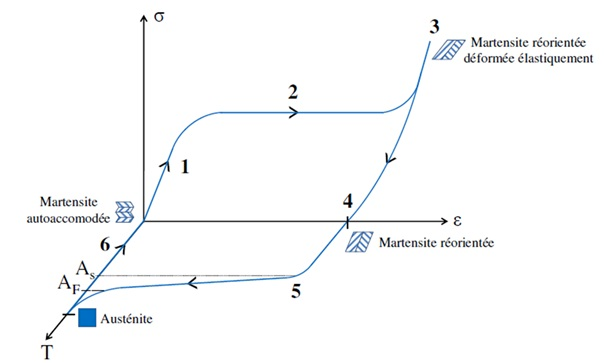 σ
3
Martensite réorientée
déformée élastiquement
2
1
Martensite
autoaccomodée
4
ε
6
Martensite réorientée
As
AF
5
Austénite
T